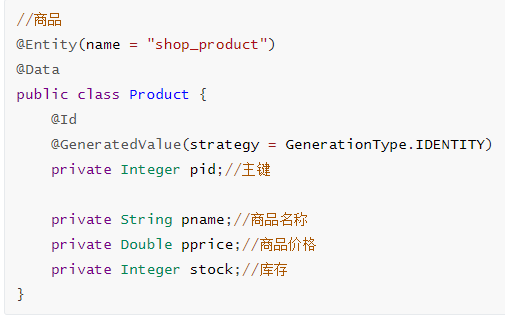 //商品
@Entity(name = "shop_product")
@Data
public class Product {
    @Id
    @GeneratedValue(strategy = GenerationType.IDENTITY)
    private Integer pid;//主键

    private String pname;//商品名称
    private Double pprice;//商品价格
    private Integer stock;//库存
}